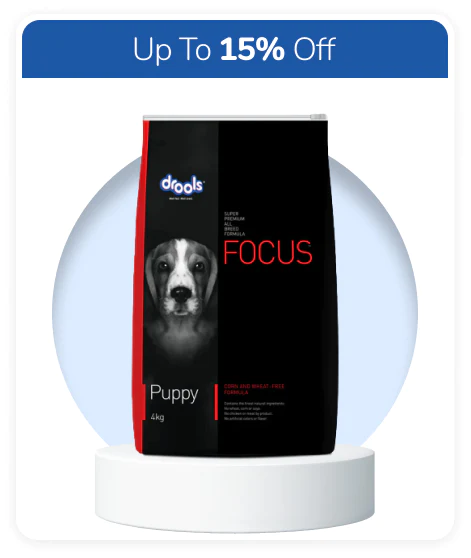 Up To 15% Off
drools
SUPER
PREMIUM
ALL
BREED
FORMULA
FOCUS
Puppy
4kg
CORN AND WHEAT-FREE
FORMULA